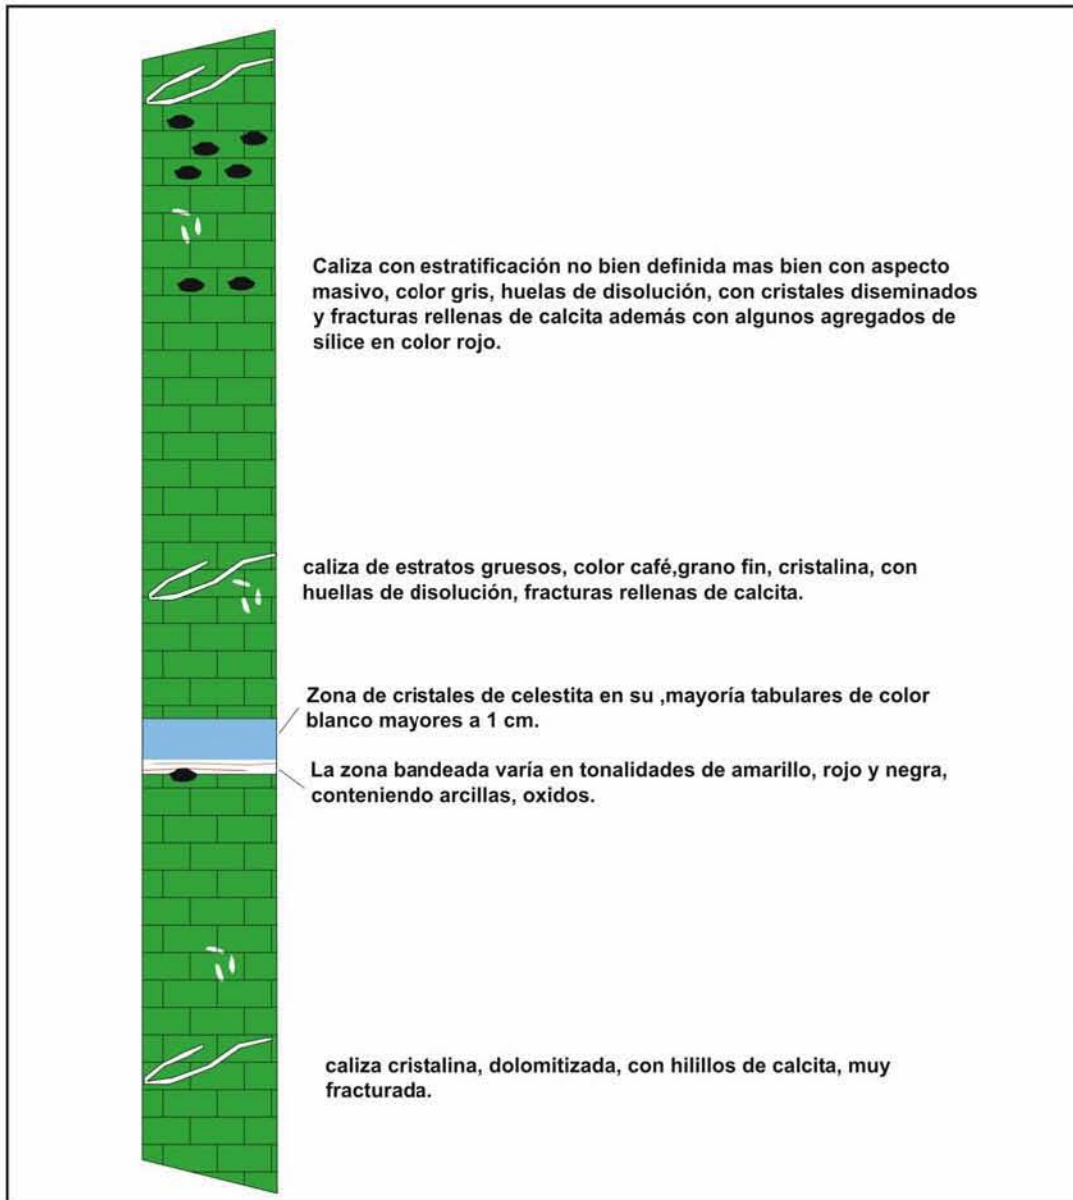 Caliza con estratificación no bien definida mas bien con aspecto
masivo, color gris, huelas de disolución, con cristales diseminados
y fracturas rellenas de calcita además con algunos agregados de
sílice en color rojo.
caliza de estratos gruesos, color café,grano fin, cristalina, con
huellas de disolución, fracturas rellenas de calcita.
Zona de cristales de celestita en su ,mayoría tabulares de color
blanco mayores a 1 cm.
La zona bandeada varía en tonalidades de amarillo, rojo y negra,
conteniendo arcillas, oxidos.
caliza cristalina, dolomitizada, con hilillos de calcita, muy
fracturada.